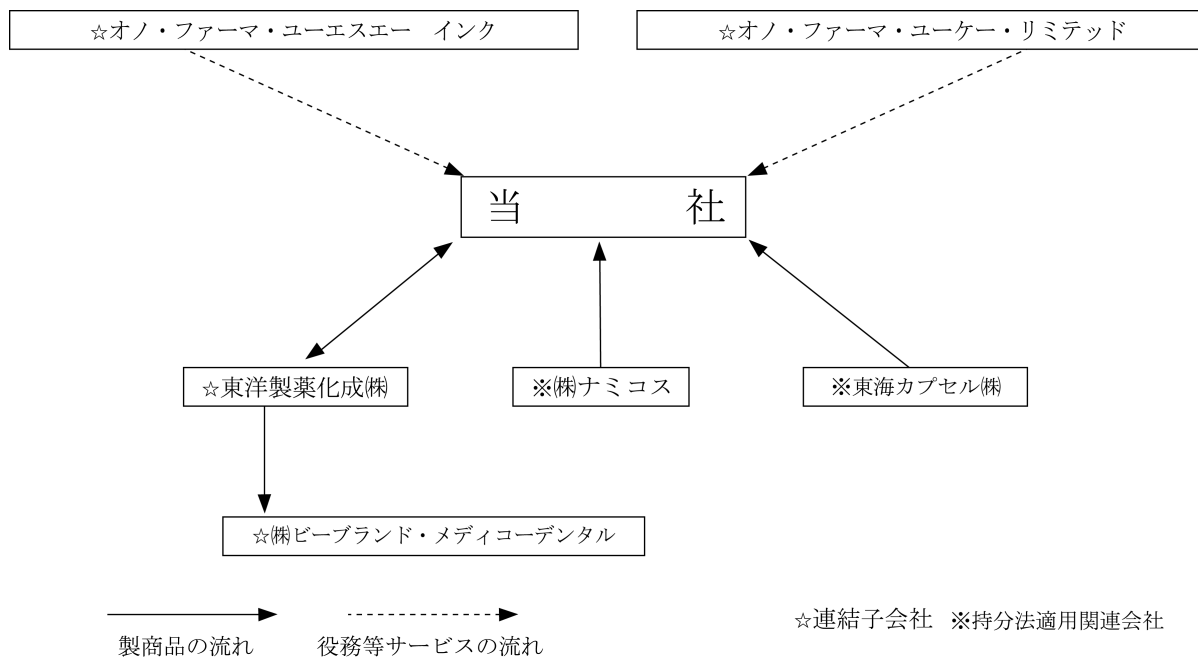 ☆オノ・ファーマ・ユーエスエー　インク
☆オノ・ファーマ・ユーケー・リミテッド
当　　　　社
☆東洋製薬化成㈱
※㈱ナミコス
※東海カプセル㈱
☆㈱ビーブランド・メディコーデンタル
製商品の流れ
役務等サービスの流れ
☆連結子会社　※持分法適用関連会社